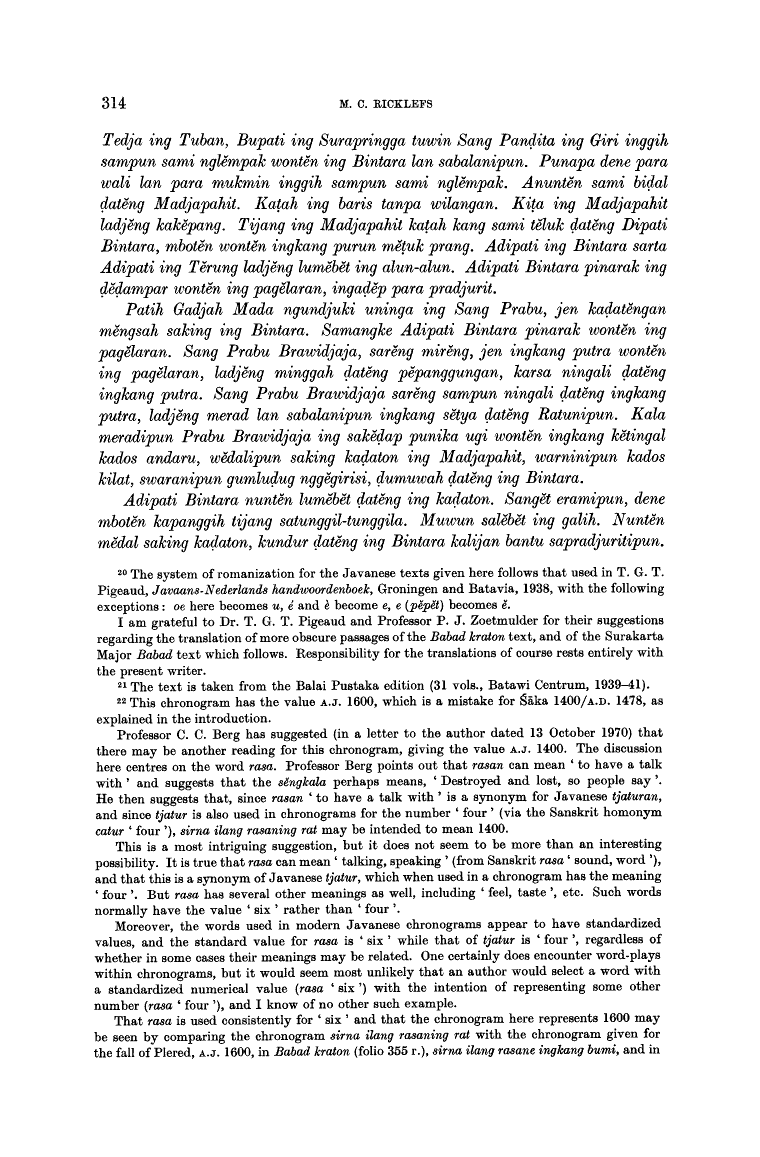 314 M. C. RICKLEFS
Tedja ing Tuban, Bupati ing Surapringga tuwin Sang Panḍita ing Giri inggih
sampun sami nglĕmpak wontĕn ing Bintara lan sabalanipun. Punapa dene para
wali lan para mukmin inggih sampun sami nglĕmpak. Anuntĕn sami biḍal
ḍatĕng Madjapahit. Kaṭah ing baris tanpa wilangan. Kiṭa ing Madjapahit
ladjĕng kakĕpang. Tijang ing Madjapahit kaṭah kang sami tĕluk ḍatĕng Dipati
Bintara, mbotĕn wontĕn ingkang purun mĕṭuk prang. Adipati ing Bintara sarta
Adipati ing Tĕrung ladjĕng lumĕbĕt ing alun-alun. Adipati Bintara pinarak ing
ḍĕḍampar wontĕn ing pagĕlaran, ingaḍĕp para pradjurit.
Patih Gadjah Mada ngundjuki uninga ing Sang Prabu, jen kaḍatĕngan
mĕngsah saking ing Bintara. Samangke Adipati Bintara pinarak wontĕn ing
pagĕlaran. Sang Prabu Brawidjaja, sarĕng mirĕng, jen ingkang putra wontĕn
ing pagĕlaran, ladjĕng minggah ḍatĕng pĕpanggungan, karsa ningali ḍatĕng
ingkang putra. Sang Prabu Brawidjaja sarĕng sampun ningali ḍatĕng ingkang
putra, ladjĕng merad lan sabalanipun ingkang sĕtya ḍatĕng Ratunipun. Kala
meradipun Prabu Brawidjaja ing sakĕḍap punika ugi wontĕn ingkang kĕtingal
kados andaru, wĕdalipun saking kaḍaton ing Madjapahit, warninipun kados
kilat, swaranipun gumluḍug nggĕgirisi, ḍumuwah ḍatĕng ing Bintara.
Adipati Bintara nuntĕn lumĕbĕt ḍatĕng ing kaḍaton. Sangĕt eramipun, dene
mbotĕn kapanggih tijang satunggil-tunggila. Muwun salĕbĕt ing galih. Nuntĕn
mĕdal saking kaḍaton, kundur ḍatĕng ing Bintara kalijan bantu sapradjuritipun.
²⁰ The system of romanization for the Javanese texts given here follows that used in T. G. T.
Pigeaud, Javaans-Nederlands handwoordenboek, Groningen and Batavia, 1938, with the following
exceptions : oe here becomes u, é and è become e, e (pĕpĕt) becomes ĕ.
I am grateful to Dr. T. G. T. Pigeaud and Professor P. J. Zoetmulder for their suggestions
regarding the translation of more obscure passages of the Babad kraton text, and of the Surakarta
Major Babad text which follows. Responsibility for the translations of course rests entirely with
the present writer.
²¹ The text is taken from the Balai Pustaka edition (31 vols., Batawi Centrum, 1939–41).
²² This chronogram has the value A.J. 1600, which is a mistake for Śāka 1400/A.D. 1478, as
explained in the introduction.
Professor C. C. Berg has suggested (in a letter to the author dated 13 October 1970) that
there may be another reading for this chronogram, giving the value A.J. 1400. The discussion
here centres on the word rasa. Professor Berg points out that rasan can mean ‘ to have a talk
with ’ and suggests that the sĕngkala perhaps means, ‘ Destroyed and lost, so people say ’.
He then suggests that, since rasan ‘ to have a talk with ’ is a synonym for Javanese tjaturan,
and since tjatur is also used in chronograms for the number ‘ four ’ (via the Sanskrit homonym
catur ‘ four ’), sirna ilang rasaning rat may be intended to mean 1400.
This is a most intriguing suggestion, but it does not seem to be more than an interesting
possibility. It is true that rasa can mean ‘ talking, speaking ’ (from Sanskrit rasa ‘ sound, word ’),
and that this is a synonym of Javanese tjatur, which when used in a chronogram has the meaning
‘ four ’. But rasa has several other meanings as well, including ‘ feel, taste ’, etc. Such words
normally have the value ‘ six ’ rather than ‘ four ’.
Moreover, the words used in modern Javanese chronograms appear to have standardized
values, and the standard value for rasa is ‘ six ’ while that of tjatur is ‘ four ’, regardless of
whether in some cases their meanings may be related. One certainly does encounter word-plays
within chronograms, but it would seem most unlikely that an author would select a word with
a standardized numerical value (rasa ‘ six ’) with the intention of representing some other
number (rasa ‘ four ’), and I know of no other such example.
That rasa is used consistently for ‘ six ’ and that the chronogram here represents 1600 may
be seen by comparing the chronogram sirna ilang rasaning rat with the chronogram given for
the fall of Plered, A.J. 1600, in Babad kraton (folio 355 r.), sirna ilang rasane ingkang bumi, and in